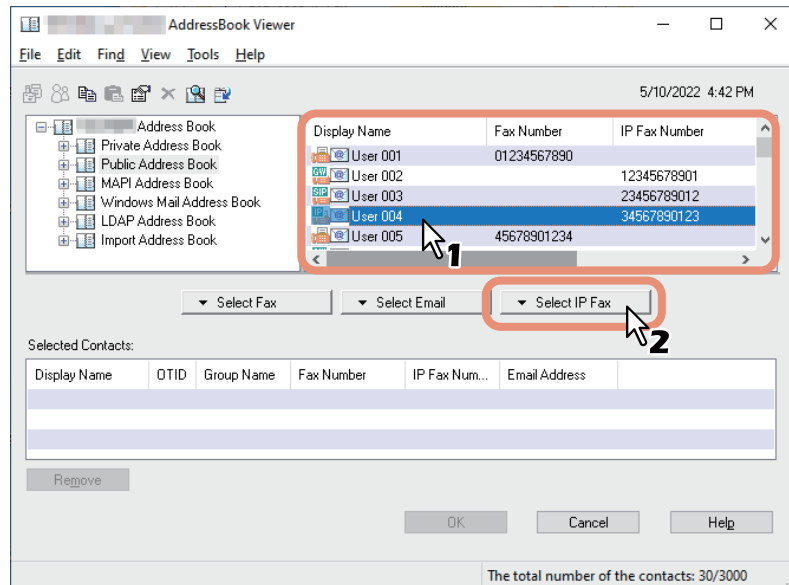 AddressBook Viewer
File Edit Find View Tools Help
5/10/2022 4:42 PM
Address Book
Private Address Book
Public Address Book
MAPI Address Book
Windows Mail Address Book
LDAP Address Book
Import Address Book
Display Name Fax Number IP Fax Number
User 001 01234567890
GW User 002 12345678901
SIP User 003 23456789012
IP User 004 34567890123
User 005 45678901234
1
Select Fax Select Email Select IP Fax
2
Selected Contacts:
Display Name OTID Group Name Fax Number IP Fax Num... Email Address
Remove
OK Cancel Help
The total number of the contacts: 30/3000